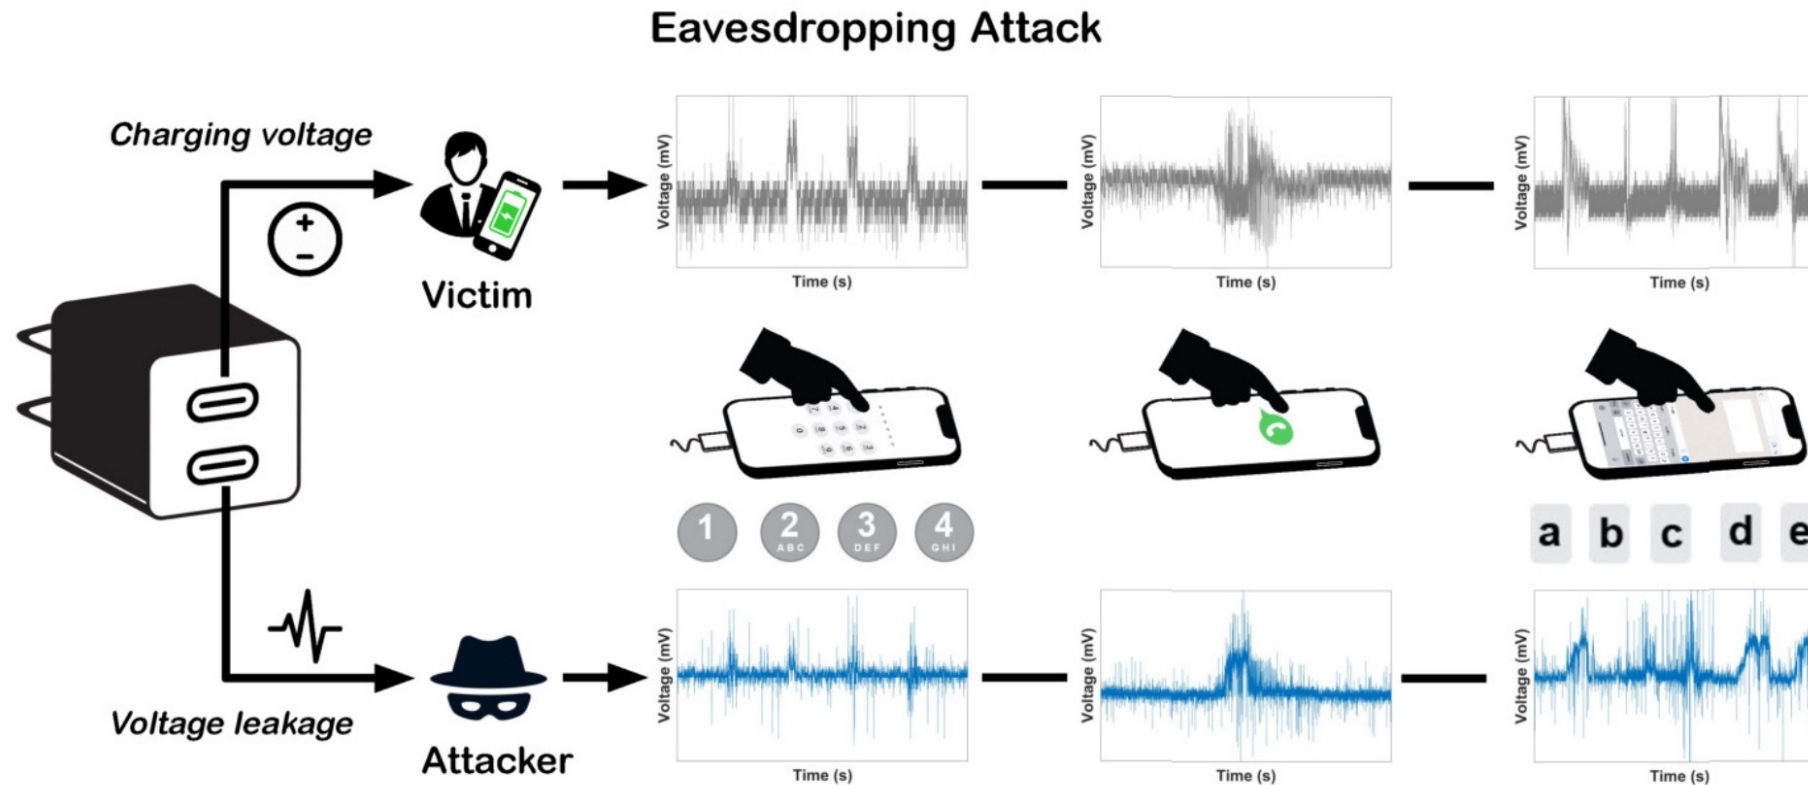 Eavesdropping Attack
Charging voltage
Victim
Voltage (mV)
Time (s)
Voltage (mV)
Time (s)
Voltage (mV)
Time (s)
1
2
ABC
3
DEF
4
GHI
a b c d e
Voltage leakage
Attacker
Voltage (mV)
Time (s)
Voltage (mV)
Time (s)
Voltage (mV)
Time (s)